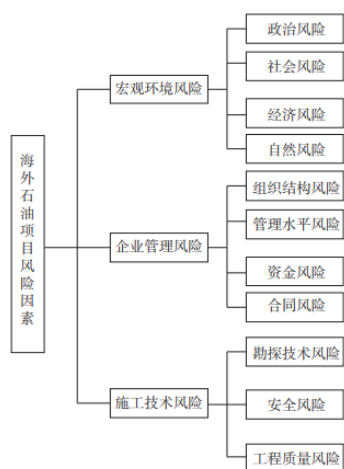 海外石油项目风险因素
宏观环境风险
政治风险
社会风险
经济风险
自然风险
企业管理风险
组织结构风险
管理水平风险
资金风险
合同风险
施工技术风险
勘探技术风险
安全风险
工程质量风险